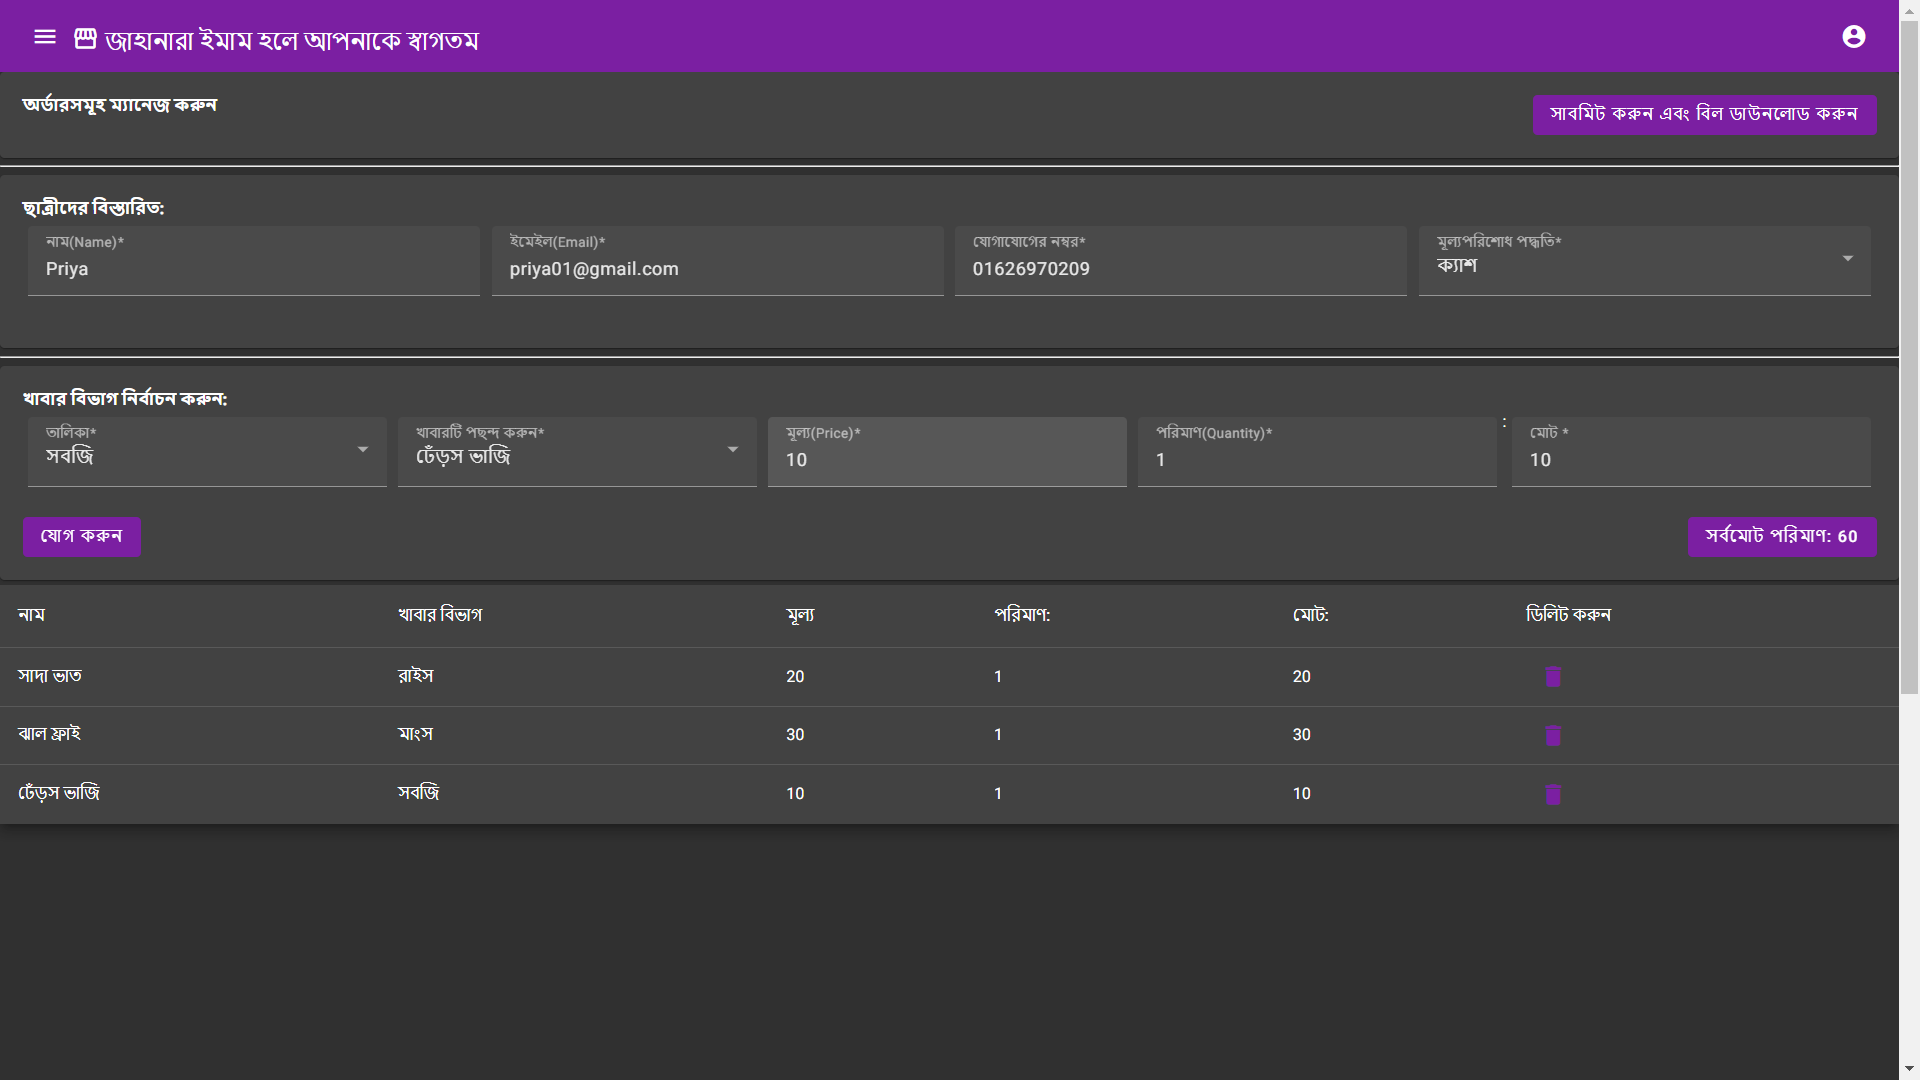 জাহানারা ইমাম হলে আপনাকে স্বাগতম
অর্ডারসমূহ ম্যানেজ করুন
সাবমিট করুন এবং বিল ডাউনলোড করুন
ছাত্রীদের বিস্তারিত:
নাম(Name)* ইমেইল(Email)* যোগাযোগের নম্বর* মূল্যপরিশোধ পদ্ধতি*
Priya priya01@gmail.com 01626970209 ক্যাশ
খাবার বিভাগ নির্বাচন করুন:
তালিকা* খাবারটি পছন্দ করুন* মূল্য(Price)* পরিমাণ(Quantity)* : মোট *
সবজি ঢেঁড়স ভাজি 10 1 10
যোগ করুন সর্বমোট পরিমাণ: 60
নাম খাবার বিভাগ মূল্য পরিমাণ: মোট: ডিলিট করুন
সাদা ভাত রাইস 20 1 20
ঝাল ফ্রাই মাংস 30 1 30
ঢেঁড়স ভাজি সবজি 10 1 10